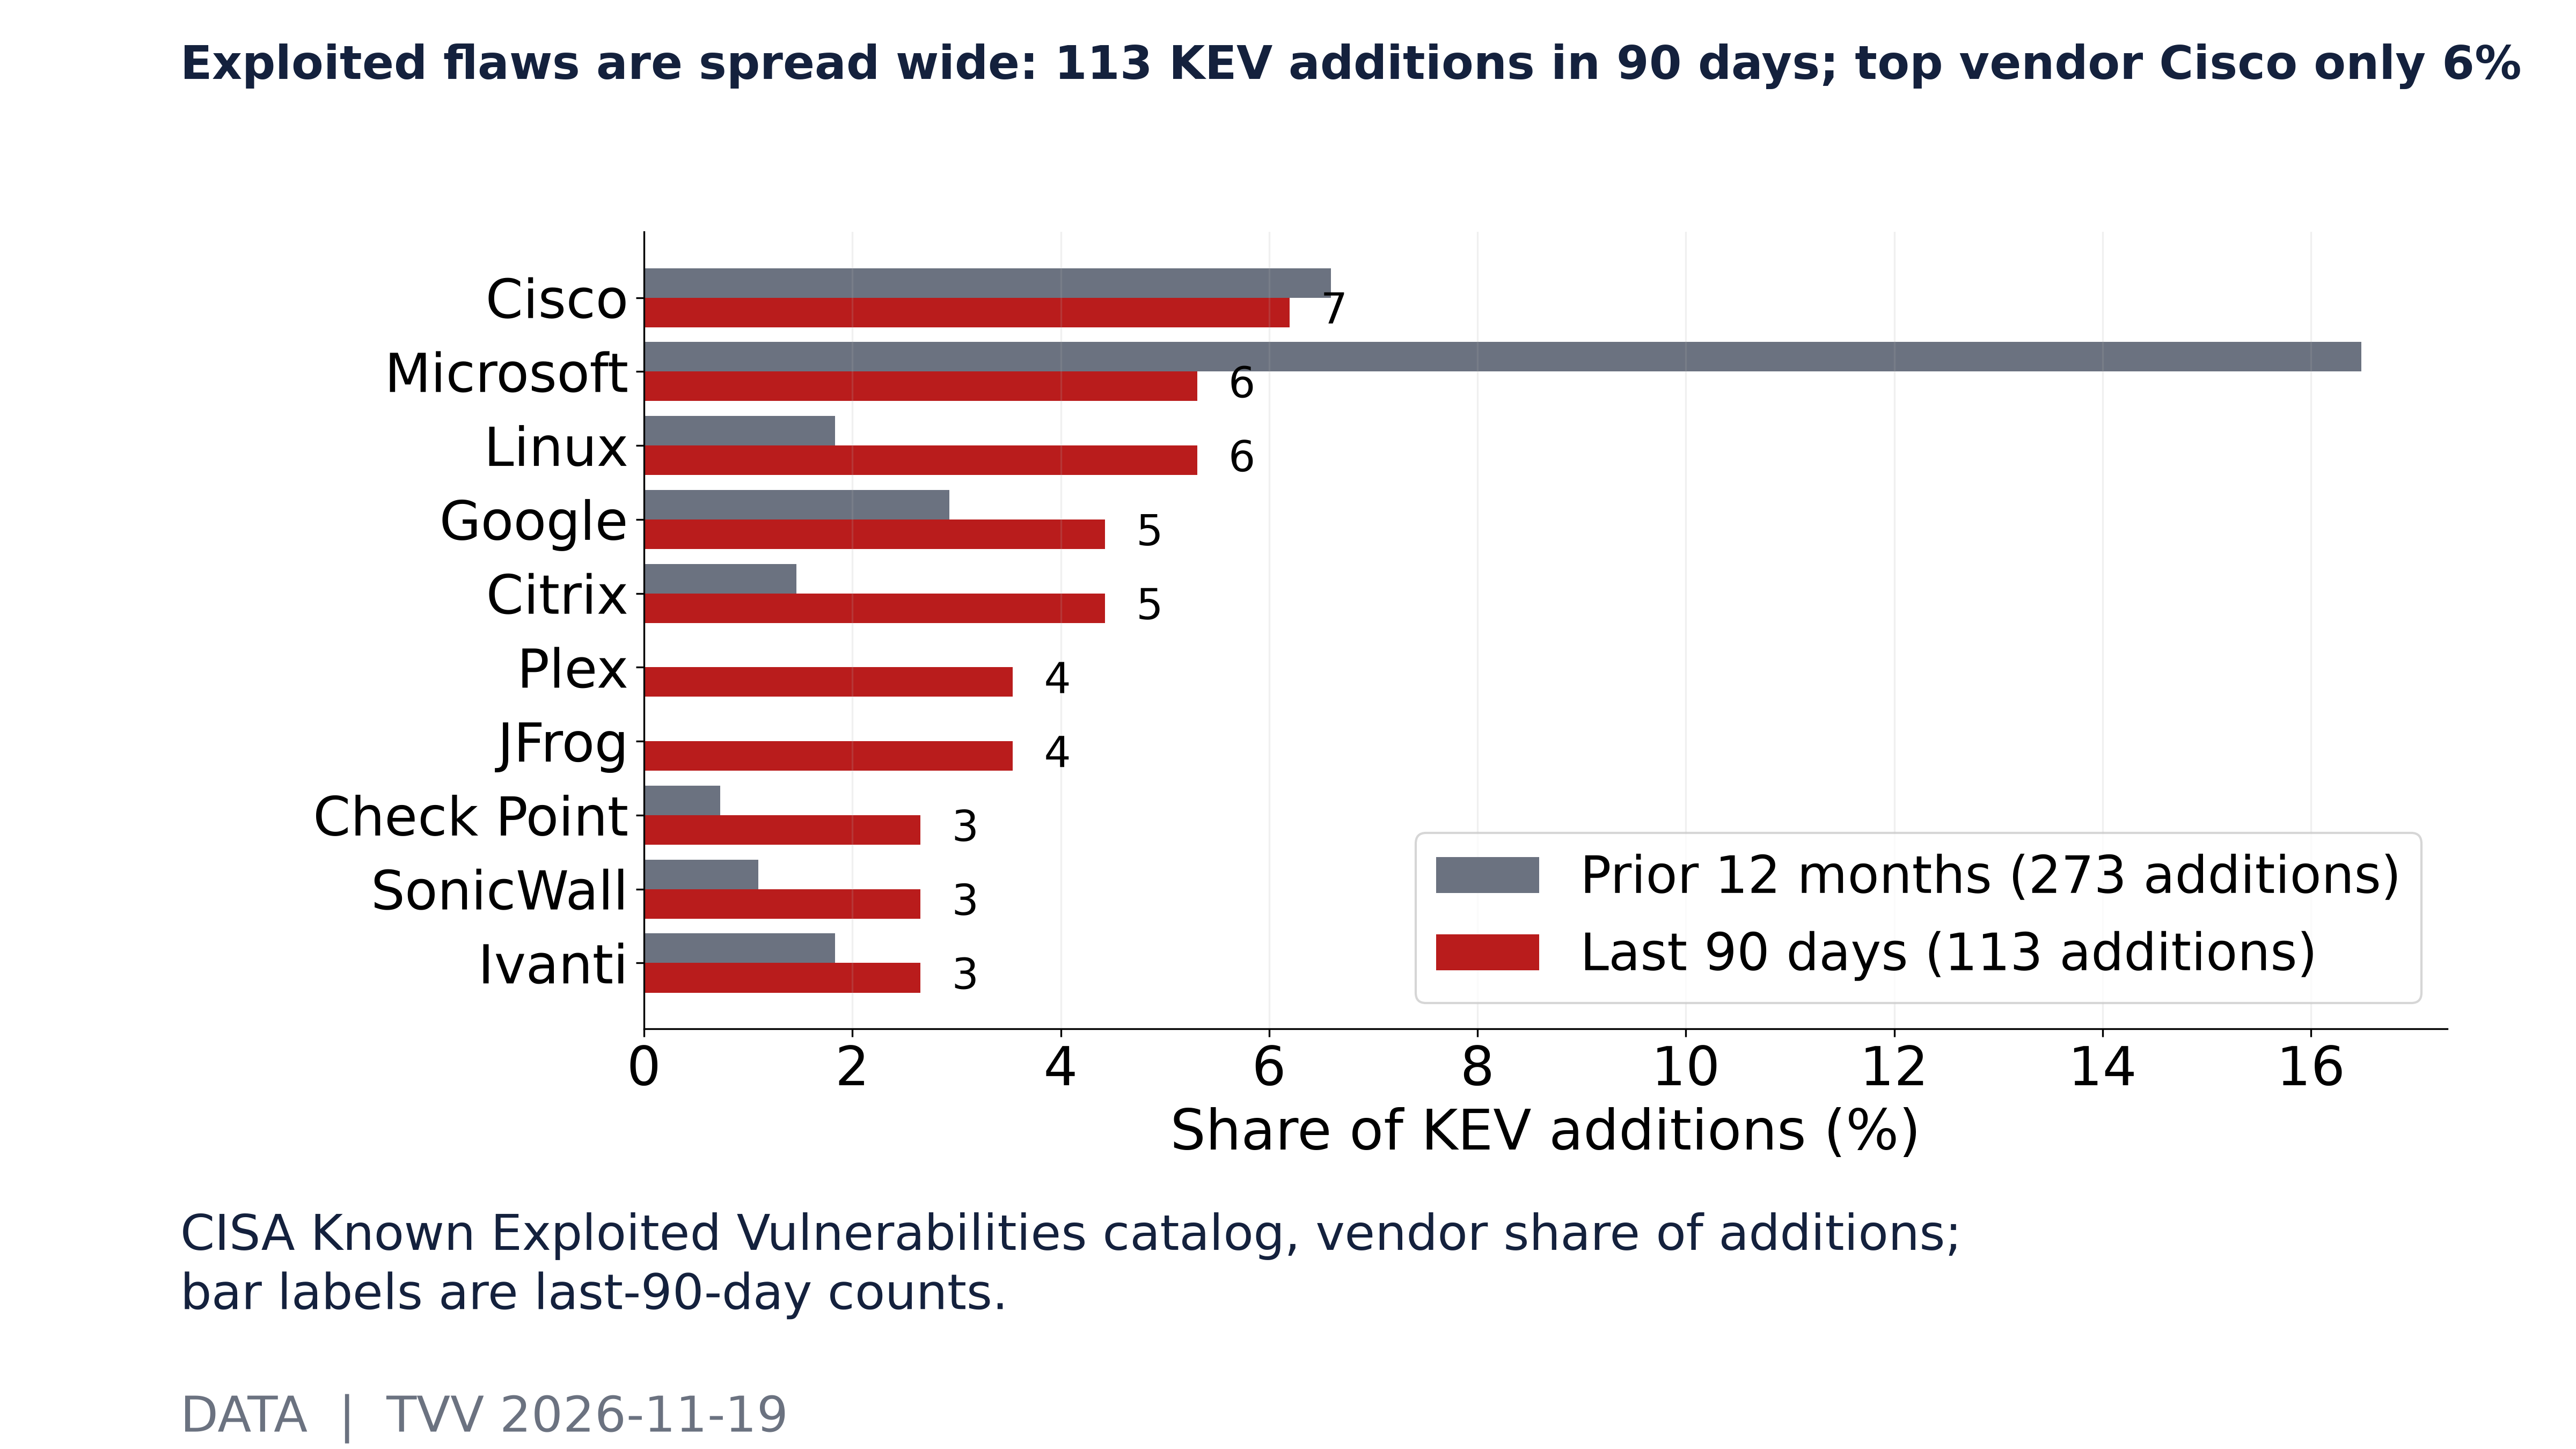 Exploited flaws are spread wide: 113 KEV additions in 90 days; top vendor Cisco only 6%
Cisco
7
Microsoft
6
Linux
6
Google
5
Citrix
5
Plex
4
JFrog
4
Check Point
3
SonicWall
3
Ivanti
3
Prior 12 months (273 additions)
Last 90 days (113 additions)
0 2 4 6 8 10 12 14 16
Share of KEV additions (%)
CISA Known Exploited Vulnerabilities catalog, vendor share of additions;
bar labels are last-90-day counts.
DATA | TVV 2026-11-19